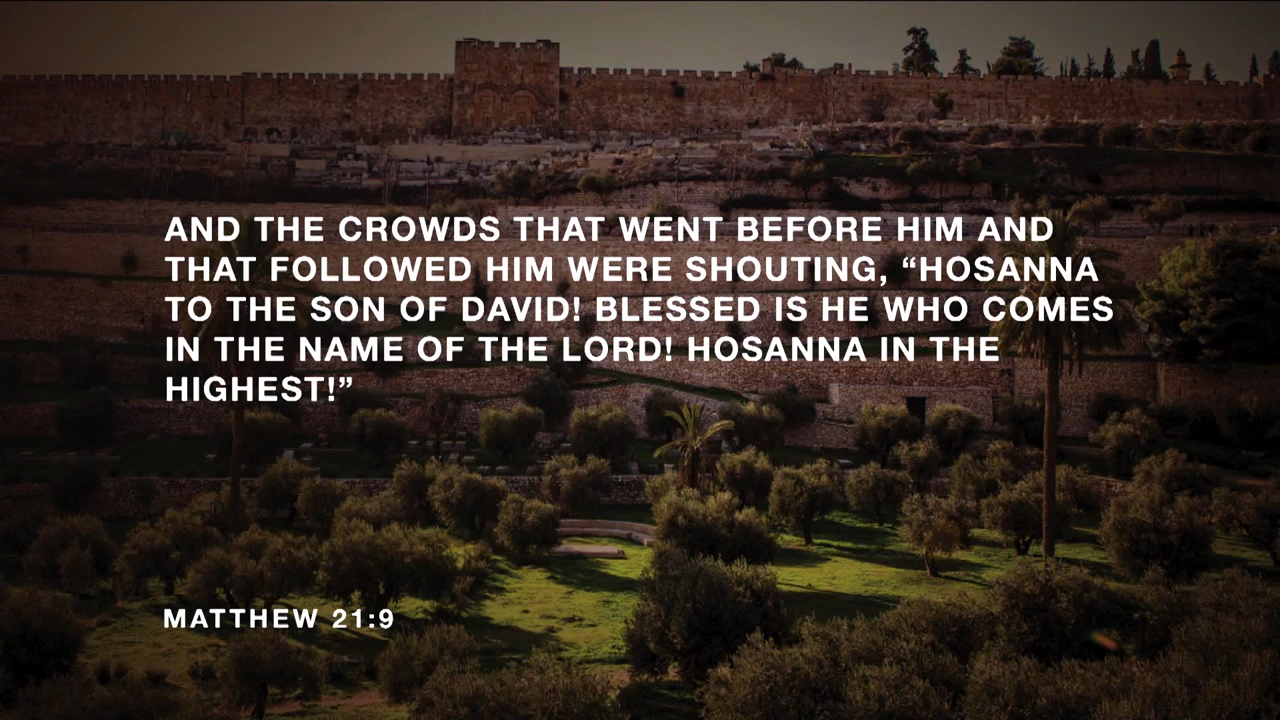 AND THE CROWDS THAT WENT BEFORE HIM AND
THAT FOLLOWED HIM WERE SHOUTING, “HOSANNA
TO THE SON OF DAVID! BLESSED IS HE WHO COMES
IN THE NAME OF THE LORD! HOSANNA IN THE
HIGHEST!”
MATTHEW 21:9